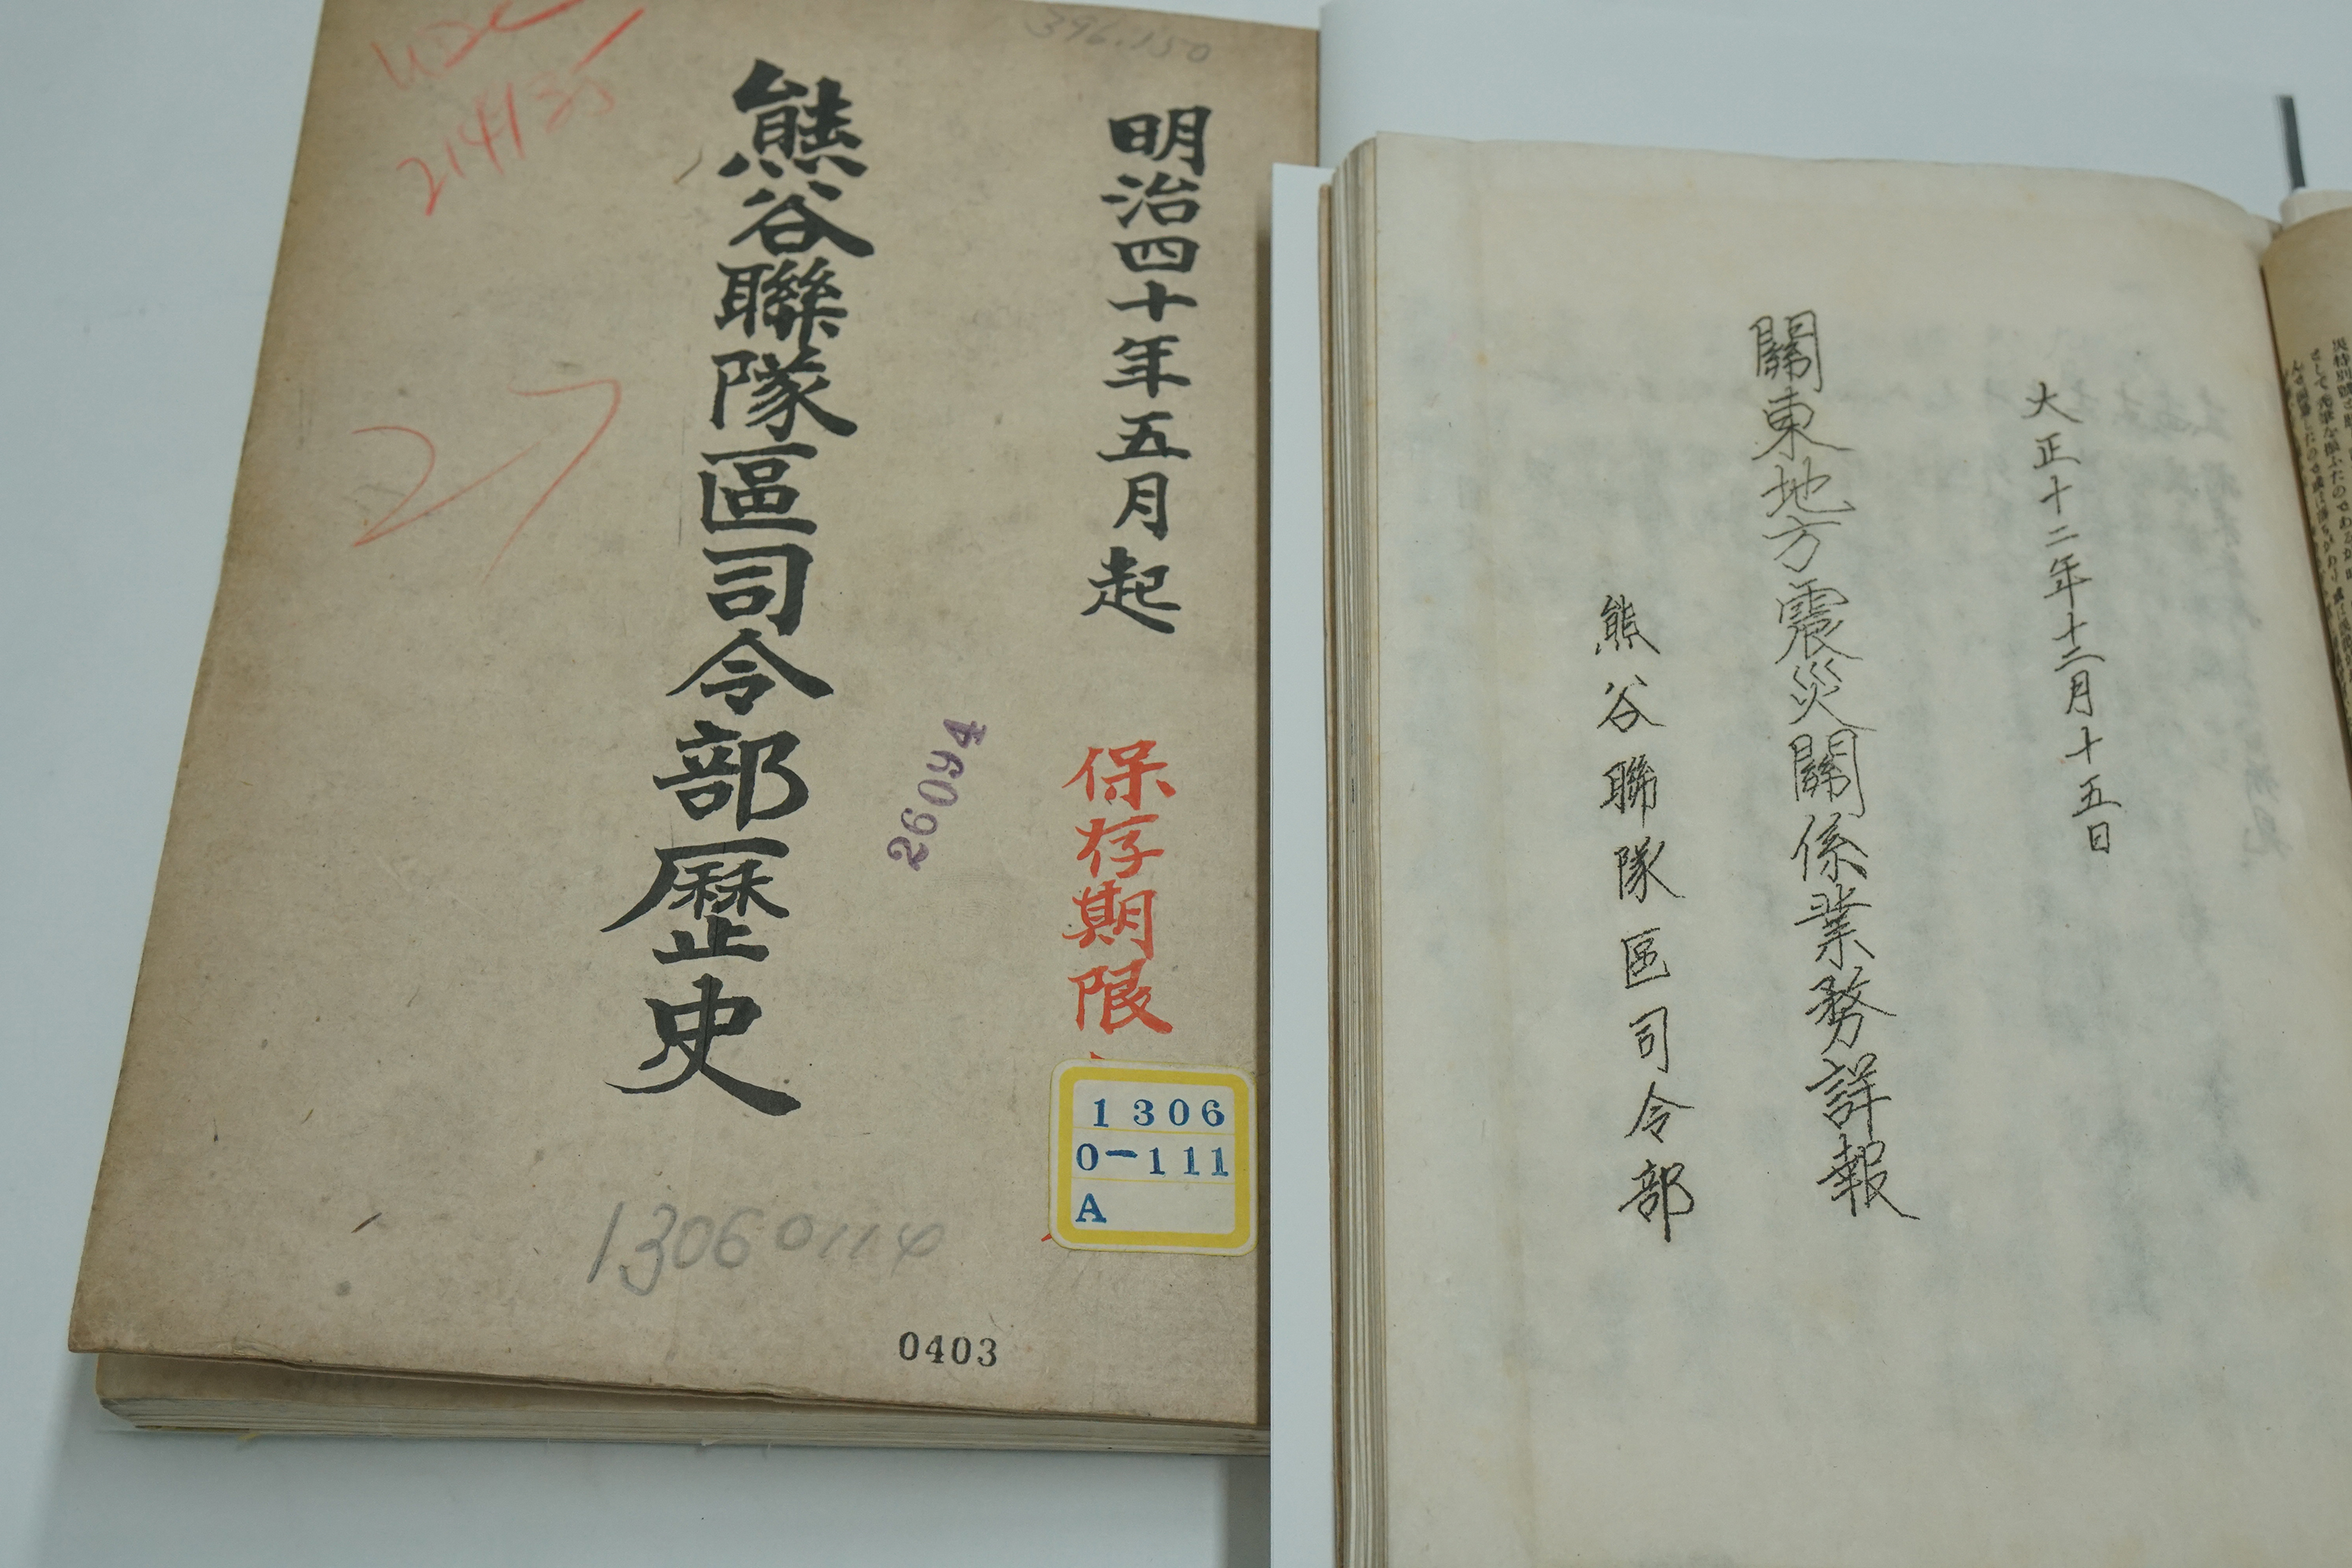 396.150
明治四十年五月起
保存期限
熊谷聯隊區司令部歷史
26094
27
1306
0-111
A
0403
大正十二年十二月十五日
關東地方震災關係業務詳報
熊谷聯隊區司令部